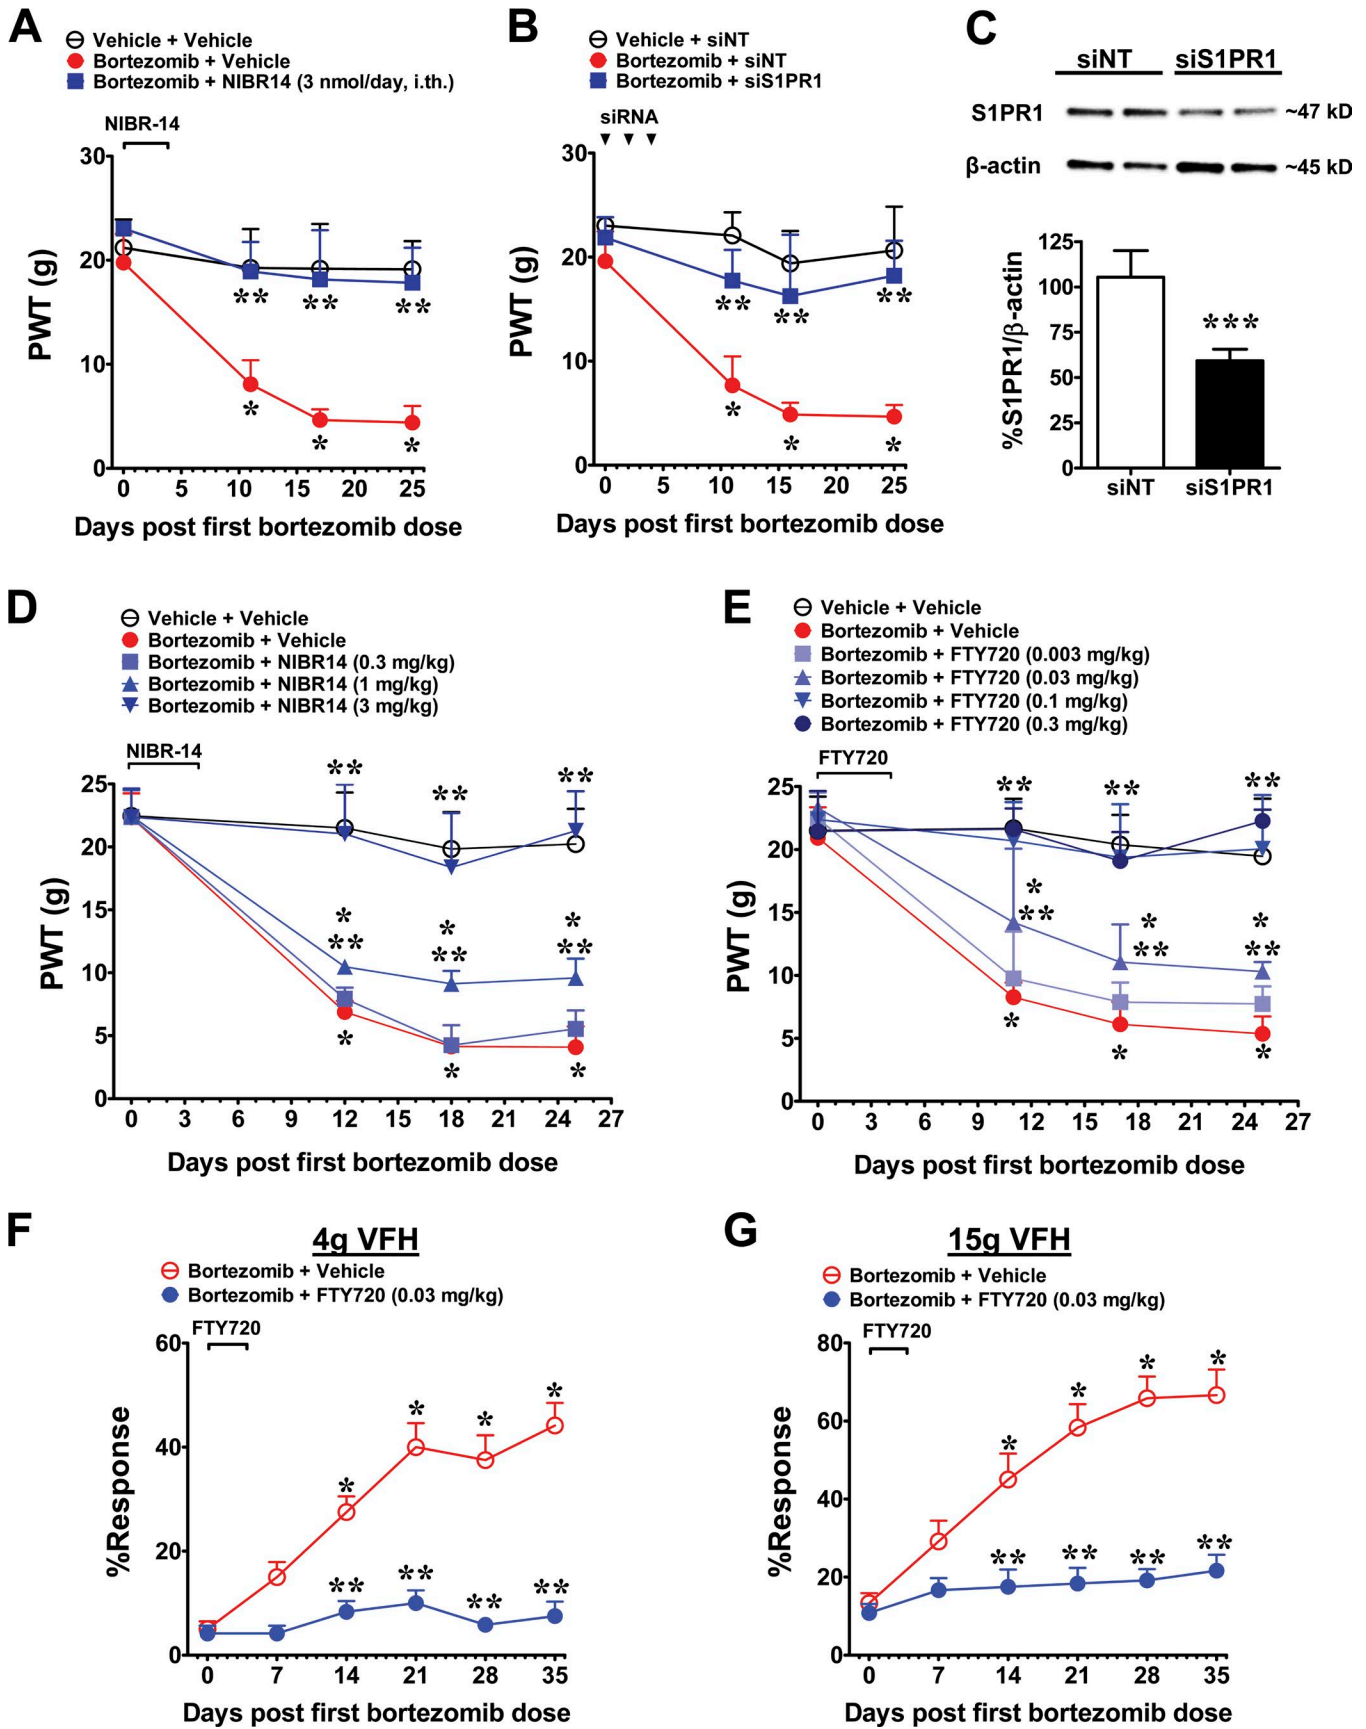 A
Vehicle + Vehicle
Bortezomib + Vehicle
Bortezomib + NIBR14 (3 nmol/day, i.th.)
NIBR-14
30
20
10
0
PWT (g)
0 5 10 15 20 25
Days post first bortezomib dose
B
Vehicle + siNT
Bortezomib + siNT
Bortezomib + siS1PR1
siRNA
30
20
10
0
PWT (g)
** ** **
* * *
0 5 10 15 20 25
Days post first bortezomib dose
C
siNT siS1PR1
S1PR1 ~47 kD
β-actin ~45 kD
125
100
75
50
25
0
%S1PR1/β-actin
***
siNT siS1PR1
D
Vehicle + Vehicle
Bortezomib + Vehicle
Bortezomib + NIBR14 (0.3 mg/kg)
Bortezomib + NIBR14 (1 mg/kg)
Bortezomib + NIBR14 (3 mg/kg)
NIBR-14
25
20
15
10
5
0
PWT (g)
** ** **
* * *
** ** **
* * *
0 3 6 9 12 15 18 21 24 27
Days post first bortezomib dose
E
Vehicle + Vehicle
Bortezomib + Vehicle
Bortezomib + FTY720 (0.003 mg/kg)
Bortezomib + FTY720 (0.03 mg/kg)
Bortezomib + FTY720 (0.1 mg/kg)
Bortezomib + FTY720 (0.3 mg/kg)
FTY720
25
20
15
10
5
0
PWT (g)
** ** **
* * *
** ** **
* * *
0 3 6 9 12 15 18 21 24 27
Days post first bortezomib dose
F
4g VFH
Bortezomib + Vehicle
Bortezomib + FTY720 (0.03 mg/kg)
FTY720
60
40
20
0
%Response
* * * *
** ** ** **
0 7 14 21 28 35
Days post first bortezomib dose
G
15g VFH
Bortezomib + Vehicle
Bortezomib + FTY720 (0.03 mg/kg)
FTY720
80
60
40
20
0
%Response
* * * *
** ** ** **
0 7 14 21 28 35
Days post first bortezomib dose